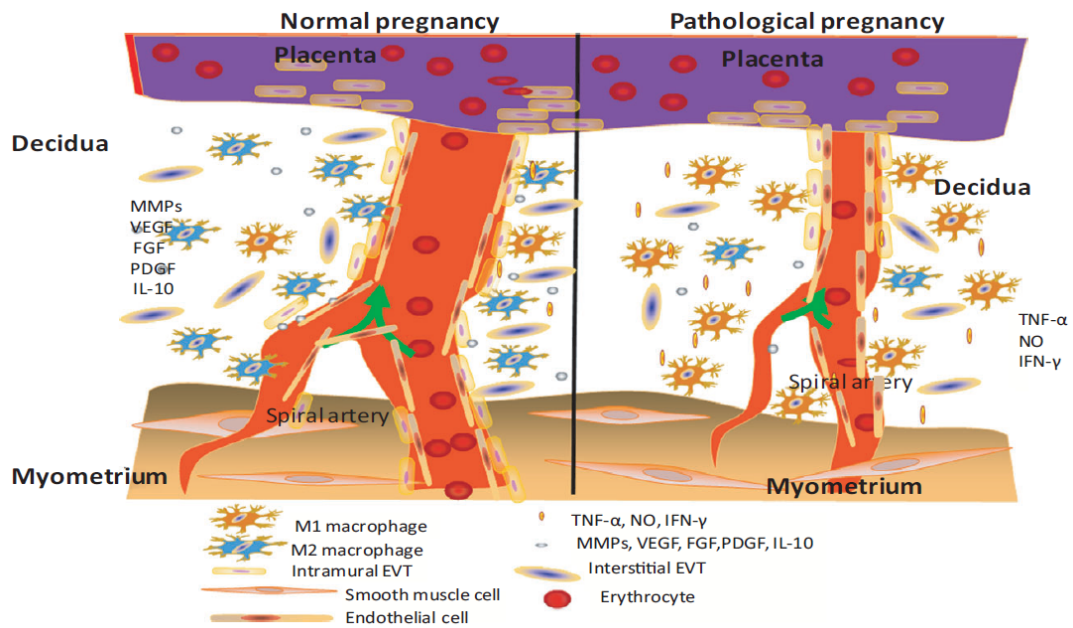 Normal pregnancy
Pathological pregnancy
Placenta
Placenta
Decidua
Decidua
MMPs
VEGF
FGF
PDGF
IL-10
TNF-α
NO
IFN-γ
Spiral artery
Spiral artery
Myometrium
Myometrium
M1 macrophage
M2 macrophage
Intramural EVT
Smooth muscle cell
Endothelial cell
TNF-α, NO, IFN-γ
MMPs, VEGF, FGF,PDGF, IL-10
Interstitial EVT
Erythrocyte